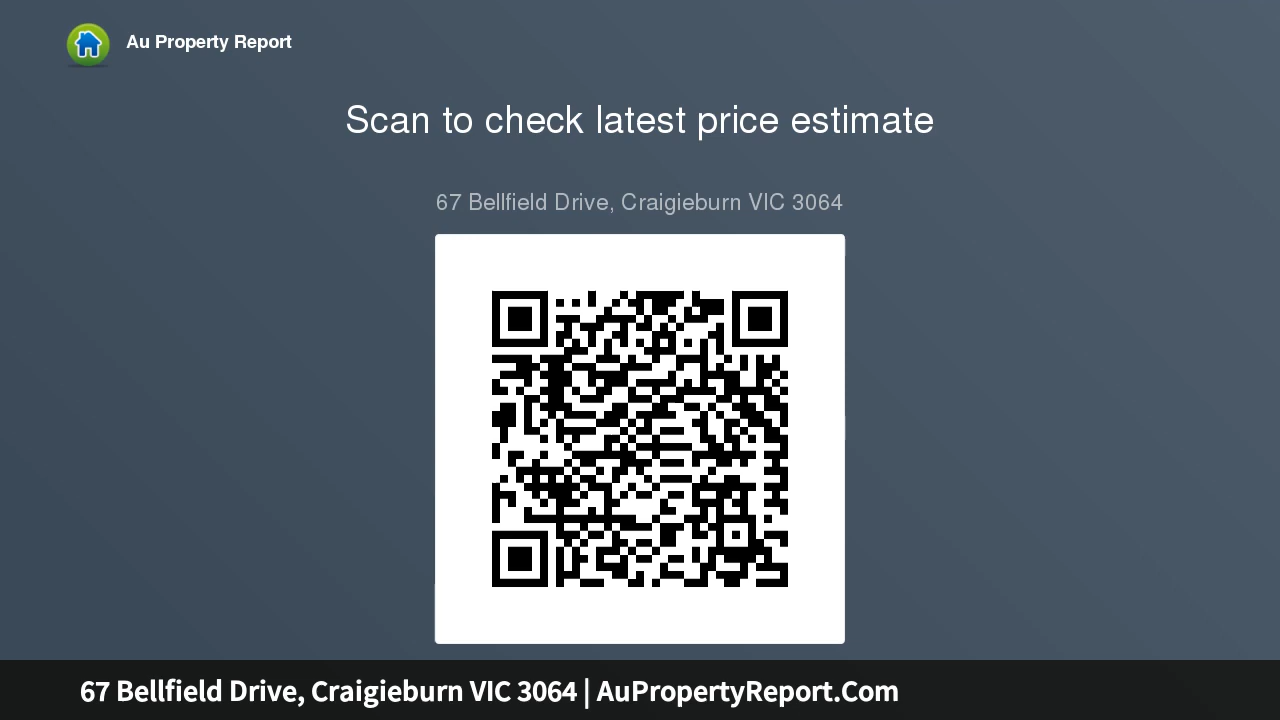 Au Property Report
Scan to check latest price estimate
67 Bellfield Drive, Craigieburn VIC 3064
67 Bellfield Drive, Craigieburn VIC 3064 | AuPropertyReport.Com